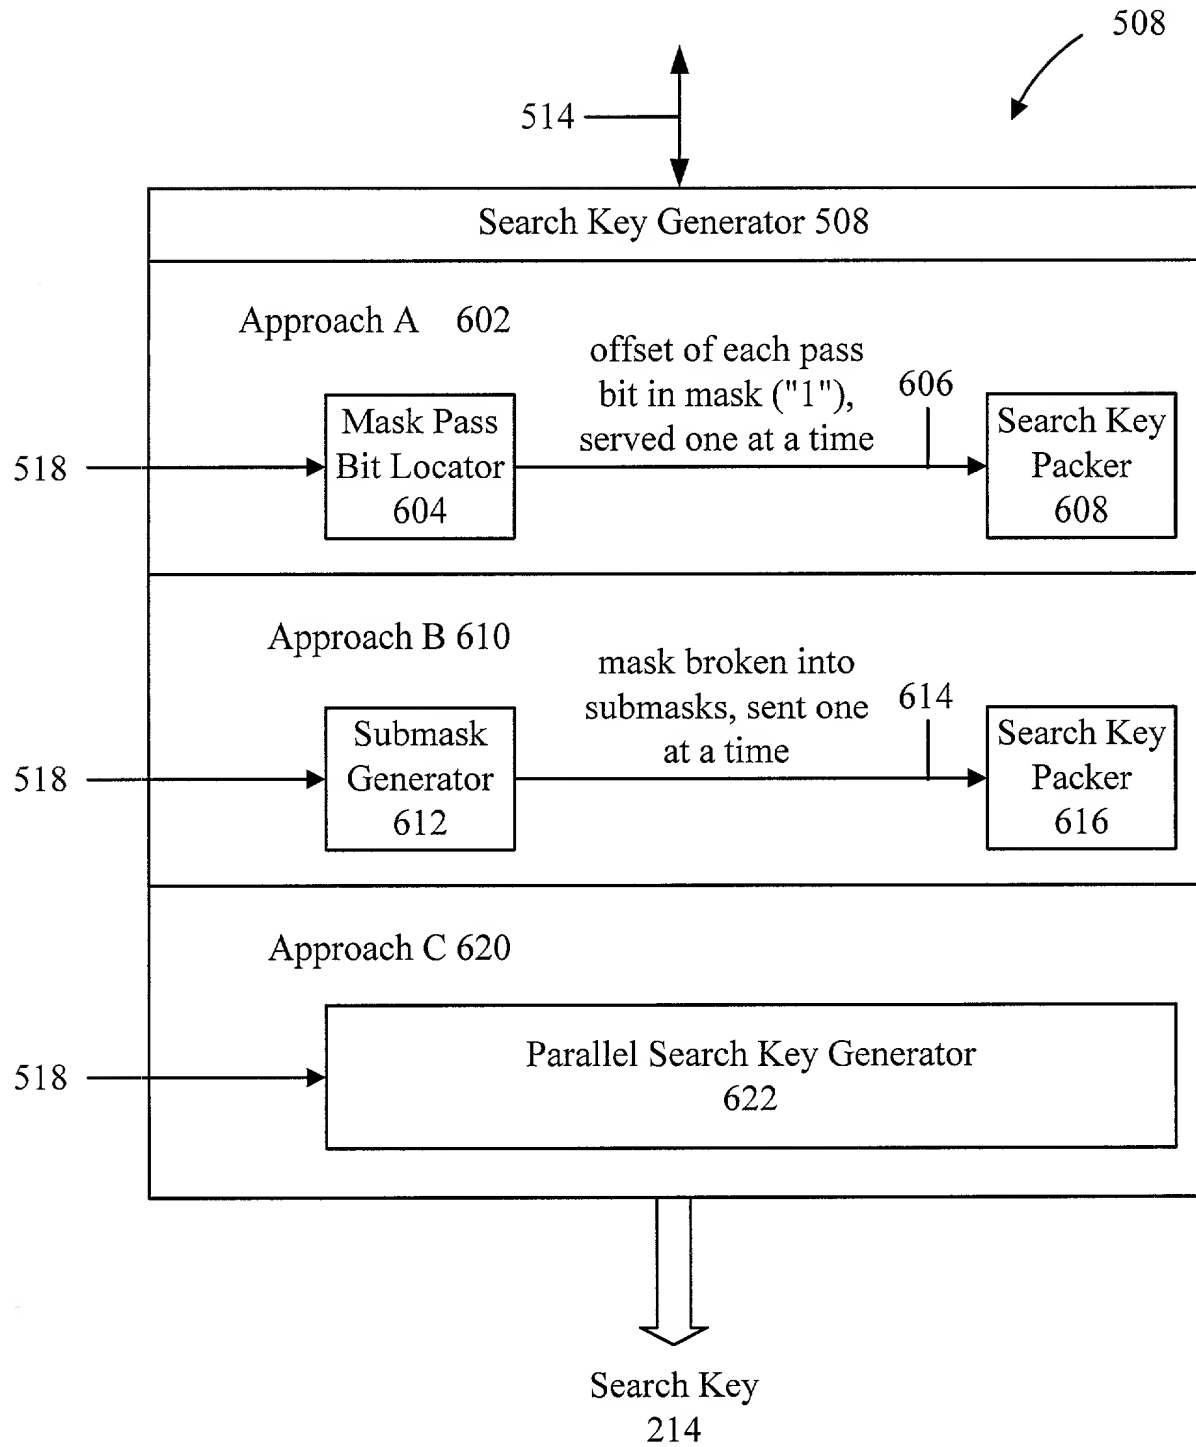 508
514
Search Key Generator 508
Approach A 602
offset of each pass
bit in mask ("1"),
served one at a time
606
518
Mask Pass
Bit Locator
604
Search Key
Packer
608
Approach B 610
mask broken into
submasks, sent one
at a time
614
518
Submask
Generator
612
Search Key
Packer
616
Approach C 620
518
Parallel Search Key Generator
622
Search Key
214